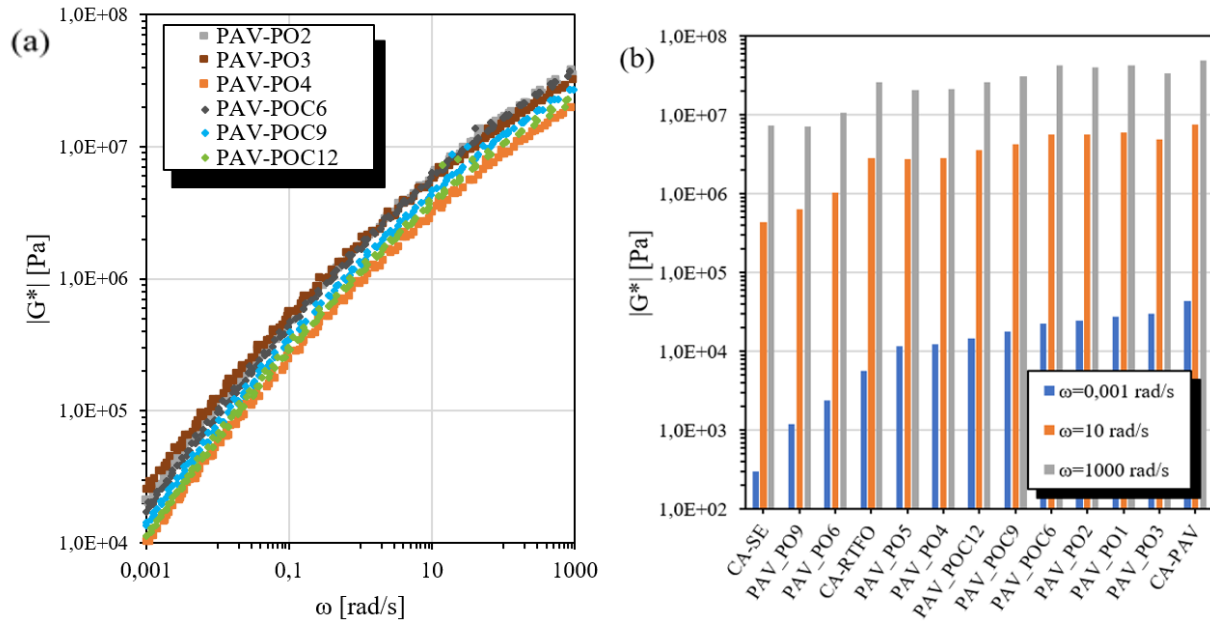 (a)
|G*| [Pa]
1,0E+08
1,0E+07
1,0E+06
1,0E+05
1,0E+04
PAV-PO2
PAV-PO3
PAV-PO4
PAV-POC6
PAV-POC9
PAV-POC12
0,001
0,1
10
1000
ω [rad/s]
(b)
|G*| [Pa]
1,0E+08
1,0E+07
1,0E+06
1,0E+05
1,0E+04
1,0E+03
1,0E+02
ω=0,001 rad/s
ω=10 rad/s
ω=1000 rad/s
CA-SE
PAV_PO9
PAV_PO6
CA-RTFO
PAV_PO5
PAV_PO4
PAV_POC12
PAV_POC9
PAV_POC6
PAV_PO2
PAV_PO1
PAV_PO3
CA-PAV